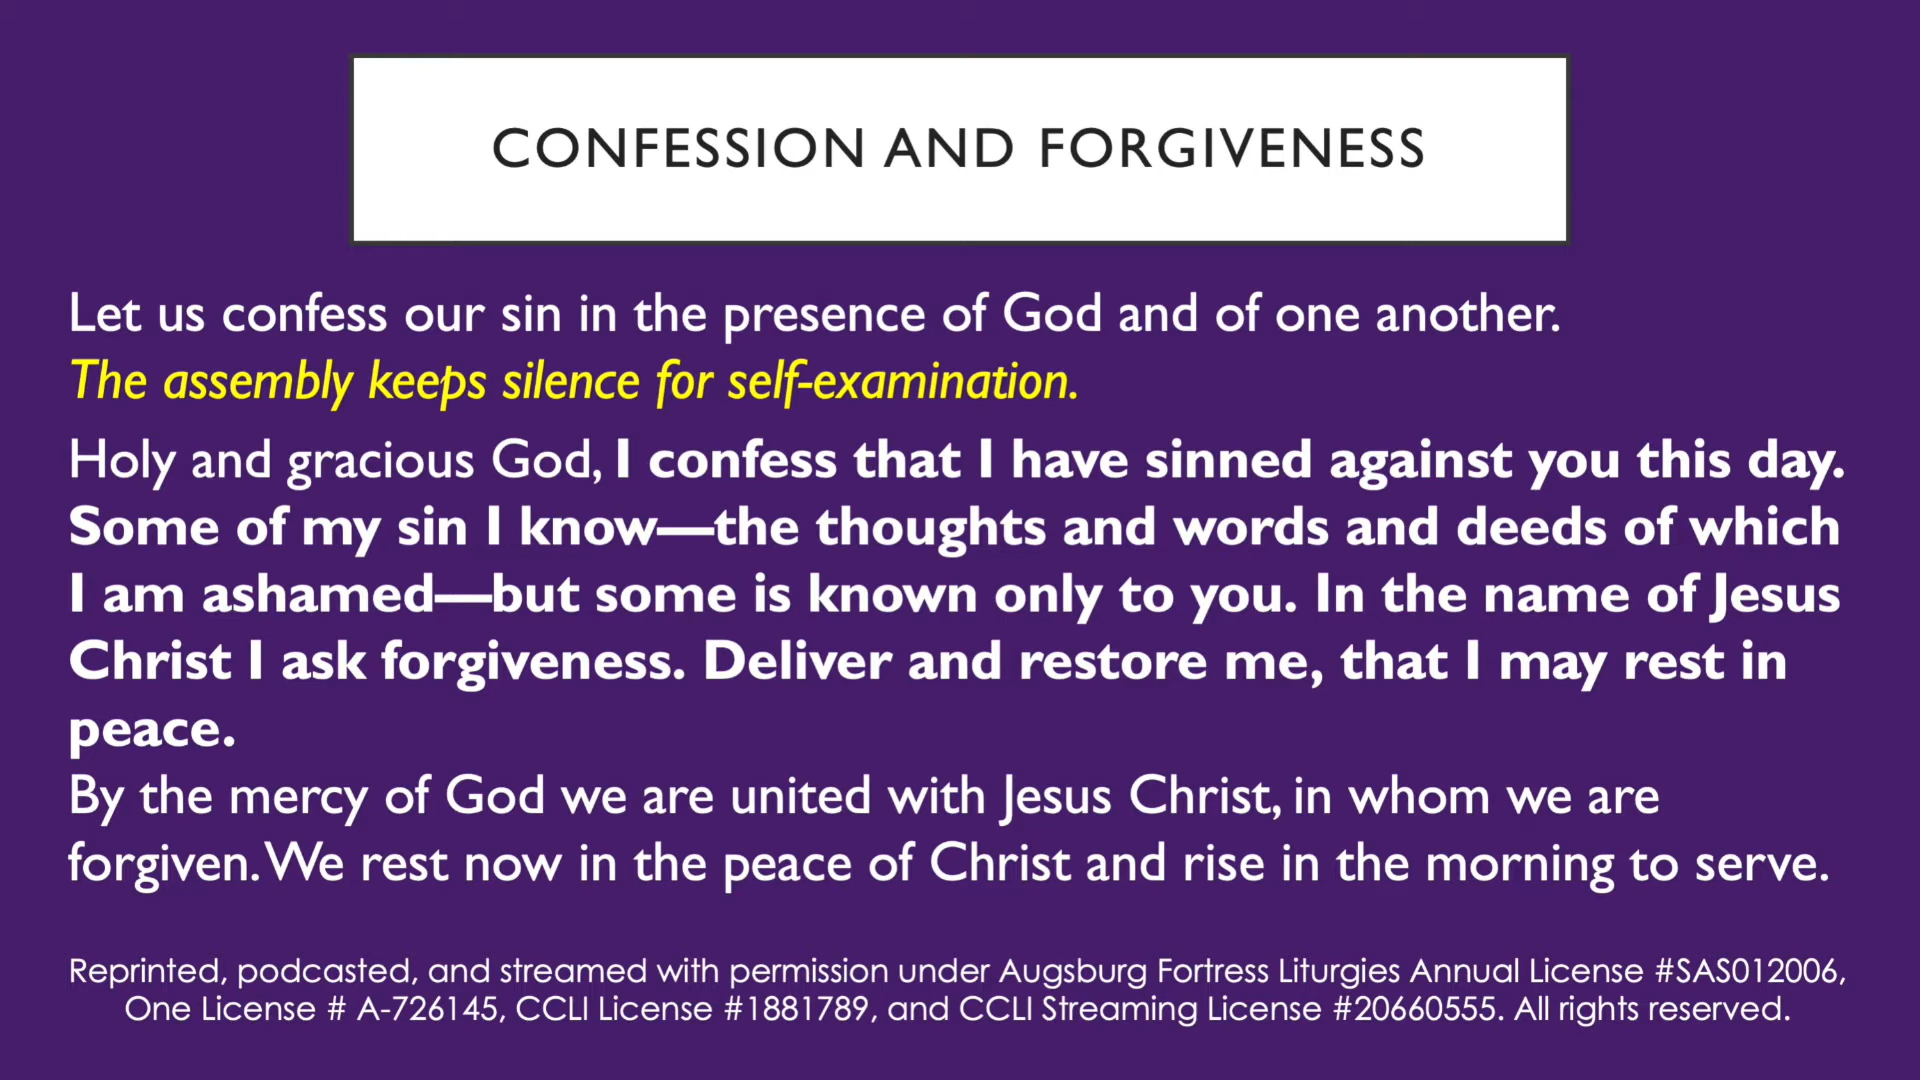 CONFESSION AND FORGIVENESS
Let us confess our sin in the presence of God and of one another.
The assembly keeps silence for self-examination.
Holy and gracious God, I confess that I have sinned against you this day.
Some of my sin I know—the thoughts and words and deeds of which
I am ashamed—but some is known only to you. In the name of Jesus
Christ I ask forgiveness. Deliver and restore me, that I may rest in
peace.
By the mercy of God we are united with Jesus Christ, in whom we are
forgiven. We rest now in the peace of Christ and rise in the morning to serve.
Reprinted, podcasted, and streamed with permission under Augsburg Fortress Liturgies Annual License #SAS012006,
One License # A-726145, CCLI License #1881789, and CCLI Streaming License #20660555. All rights reserved.